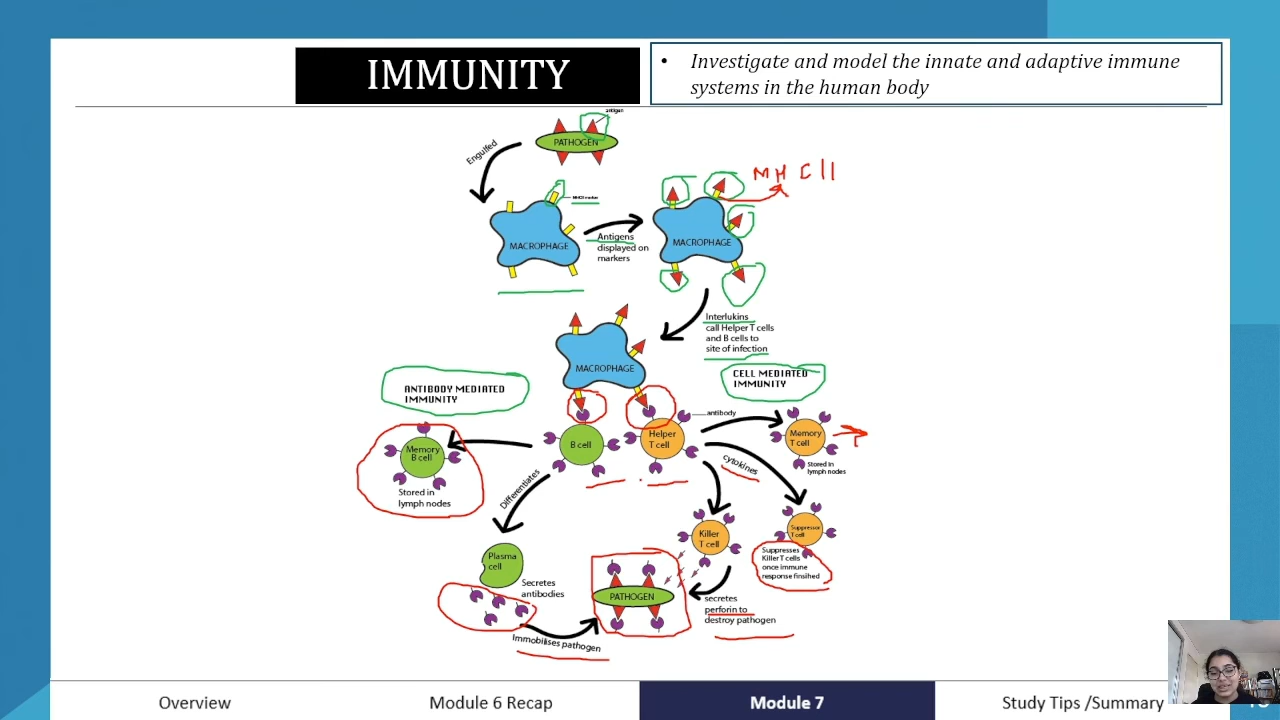 IMMUNITY
• Investigate and model the innate and adaptive immune
systems in the human body
antigen
PATHOGEN
Engulfed
MHCII marker
MACROPHAGE
Antigens
displayed on
markers
MACROPHAGE
MHC II
Interlukins
call Helper T cells
and B cells to
site of infection
MACROPHAGE
ANTIBODY MEDIATED
IMMUNITY
CELL MEDIATED
IMMUNITY
Memory
B cell
Stored in
lymph nodes
B cell
Helper
T cell
antibody
Memory
T cell
Stored in
lymph nodes
Differentiates
cytokines
Plasma
cell
Secretes
antibodies
Killer
T cell
Suppressor
T cell
Suppresses
Killer T cells
once immune
response finsihed
PATHOGEN
secretes
perforin to
destroy pathogen
Immobilises pathogen
Overview
Module 6 Recap
Module 7
Study Tips /Summary